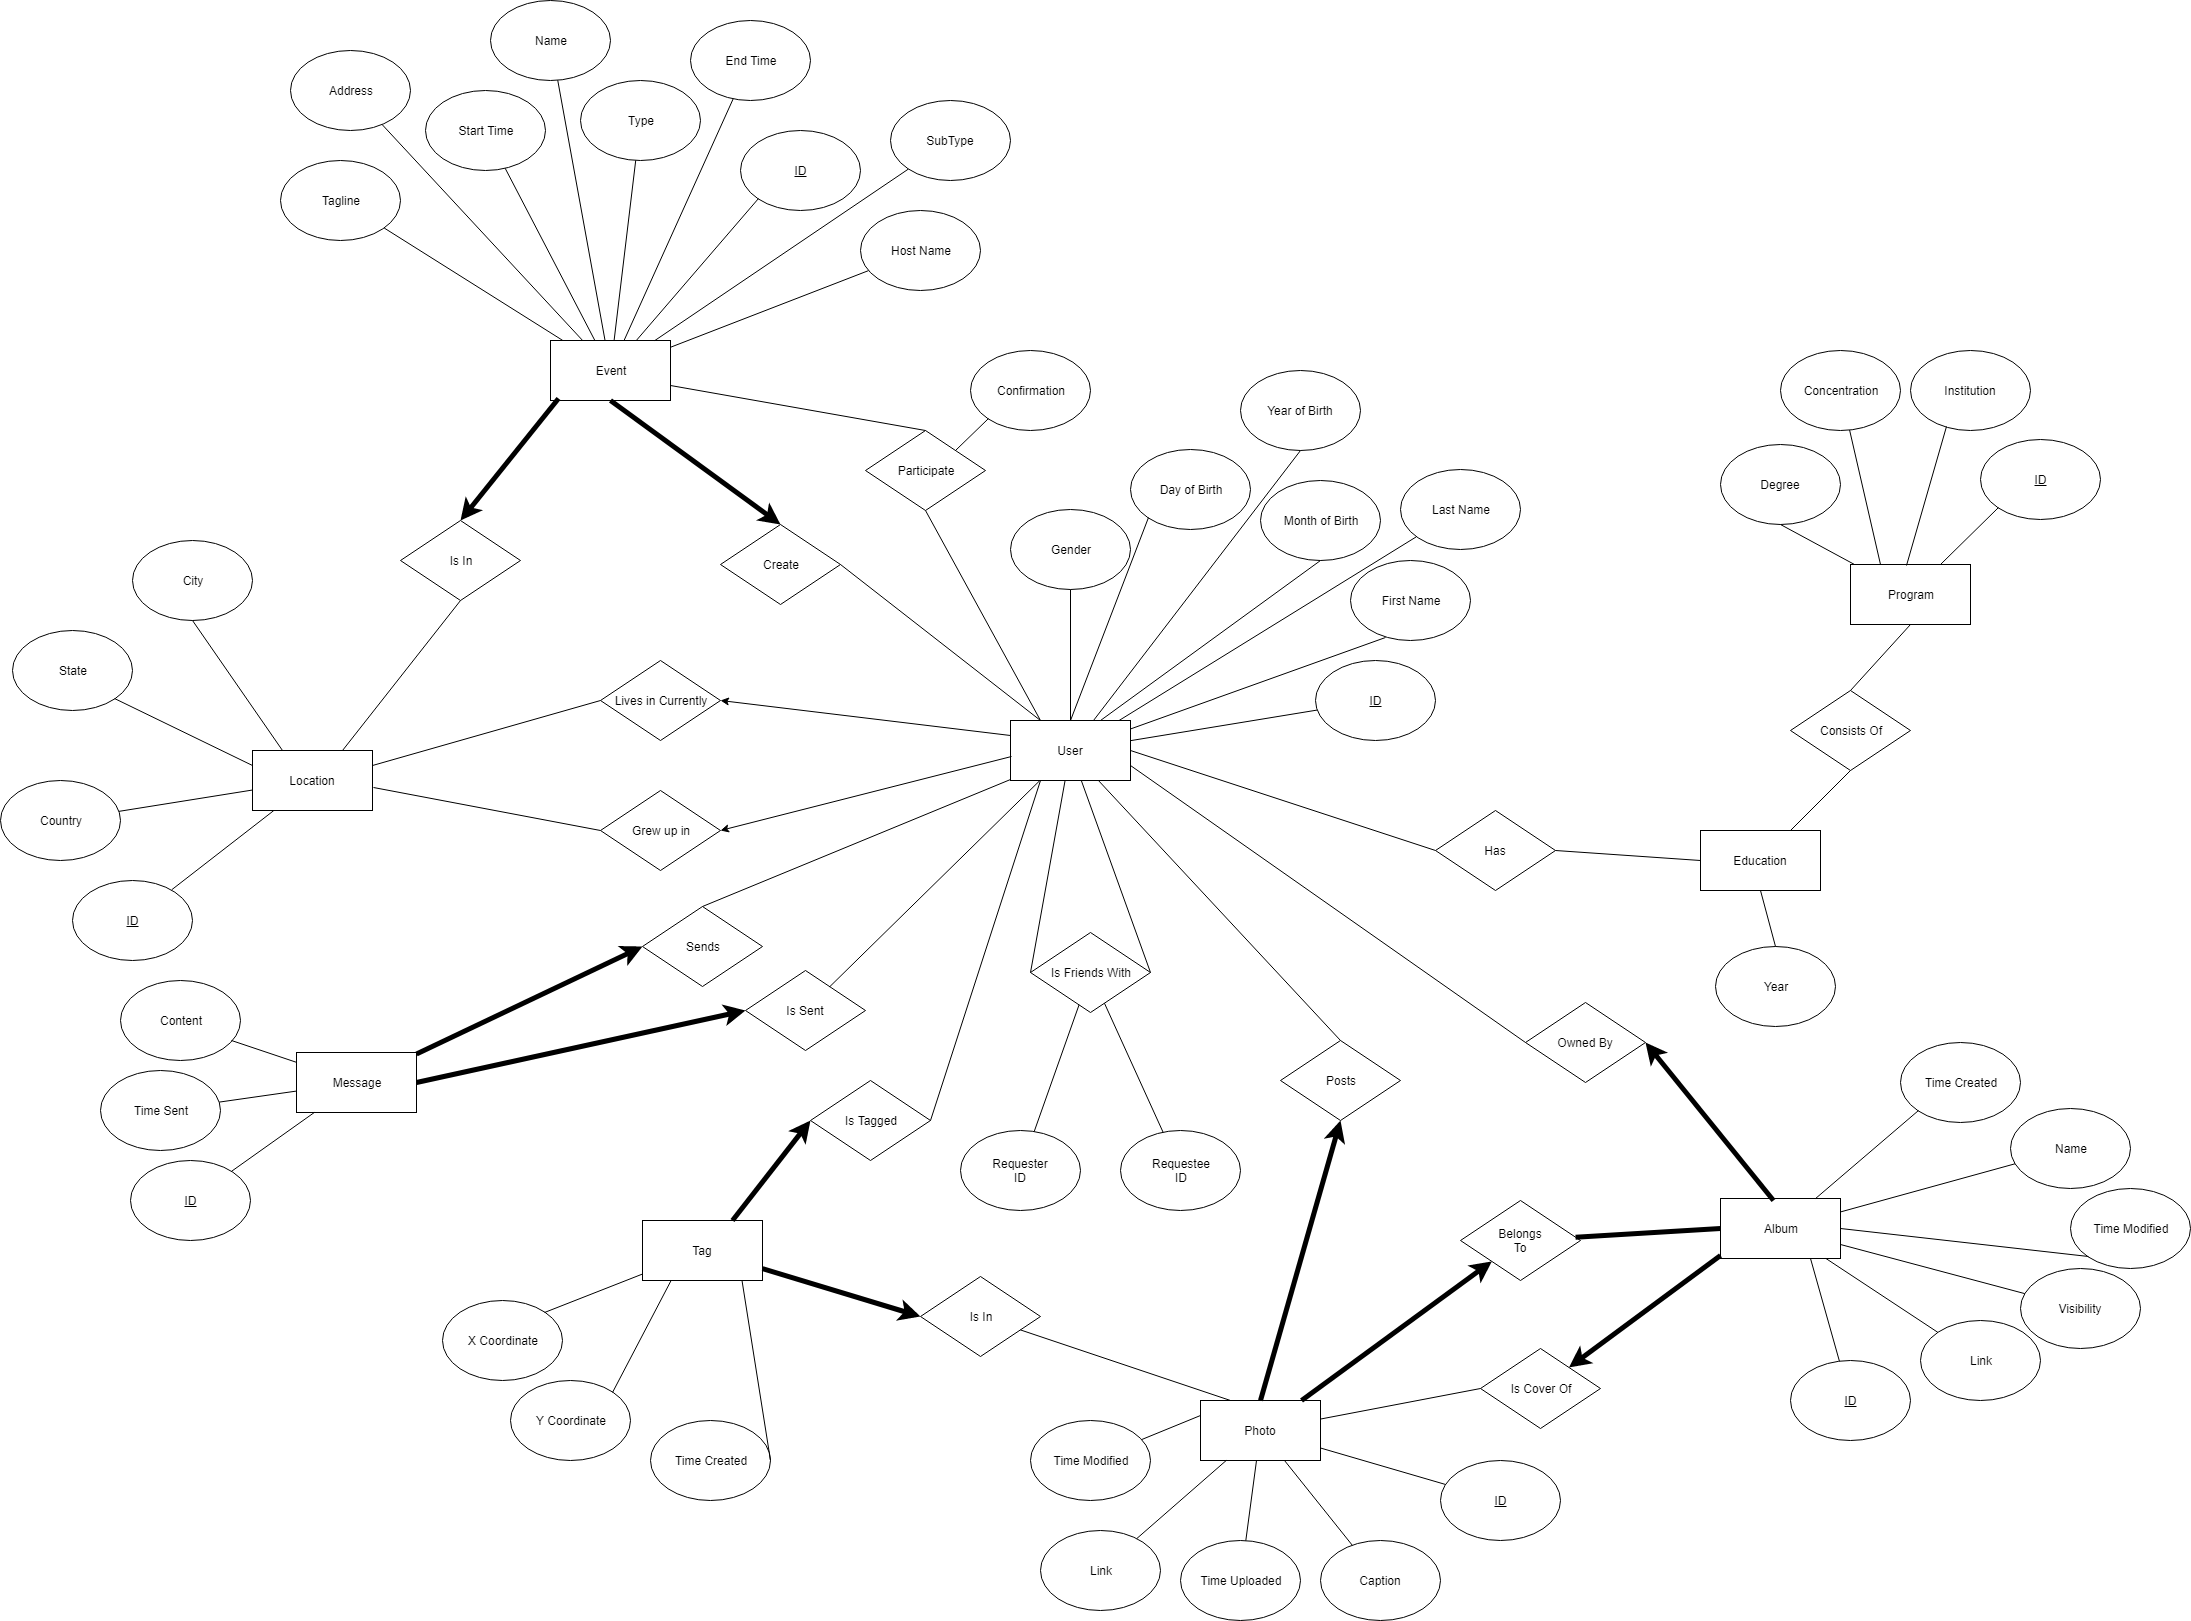 Name
End Time
Address
Start Time
Type
SubType
ID
Tagline
Host Name
Event
Confirmation
Year of Birth
Concentration
Institution
Participate
Day of Birth
Month of Birth
Last Name
Degree
ID
Gender
Is In
Create
City
First Name
Program
State
Lives in Currently
ID
User
Consists Of
Location
Country
Grew up in
Has
Education
ID
Sends
Is Friends With
Year
Content
Is Sent
Owned By
Message
Time Sent
Posts
Time Created
Is Tagged
Name
Requester
ID
Requestee
ID
ID
Tag
Belongs
To
Album
Time Modified
X Coordinate
Is In
Visibility
Link
Is Cover Of
ID
Y Coordinate
Photo
Time Created
Time Modified
ID
Link
Time Uploaded
Caption